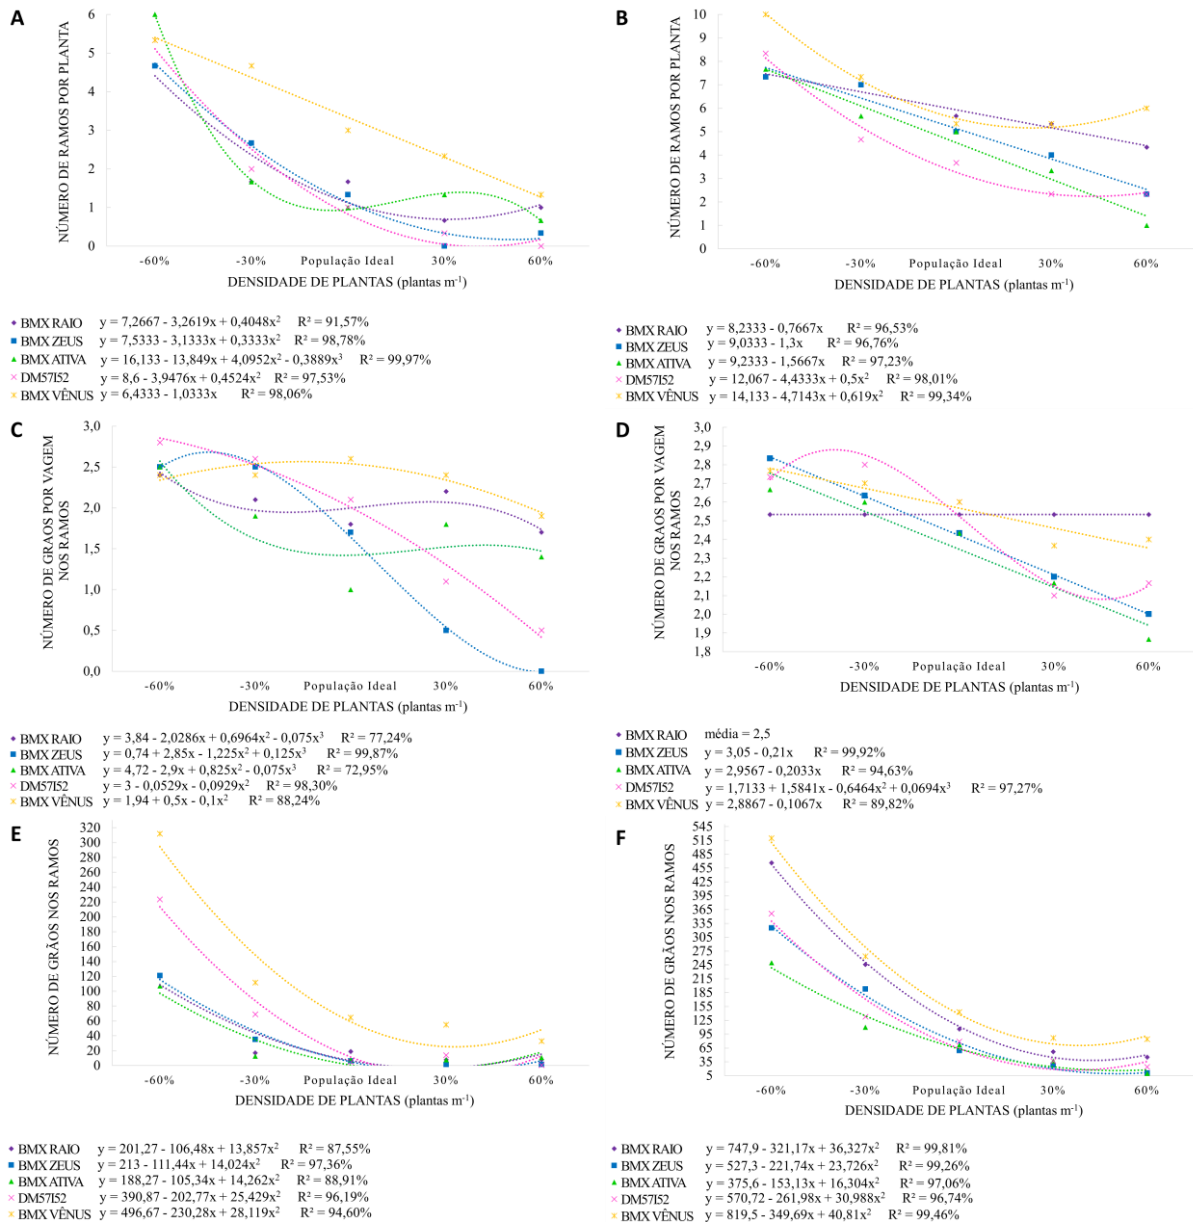 A
NÚMERO DE RAMOS POR PLANTA
6
5
4
3
2
1
0
-60% -30% População Ideal 30% 60%
DENSIDADE DE PLANTAS (plantas m-1)
BMX RAIO y = 7,2667 - 3,2619x + 0,4048x² R² = 91,57%
BMX ZEUS y = 7,5333 - 3,1333x + 0,3333x² R² = 98,78%
BMX ATIVA y = 16,133 - 13,849x + 4,0952x² - 0,3889x³ R² = 99,97%
DM57I52 y = 8,6 - 3,9476x + 0,4524x² R² = 97,53%
BMX VÊNUS y = 6,4333 - 1,0333x R² = 98,06%
B
NÚMERO DE RAMOS POR PLANTA
10
9
8
7
6
5
4
3
2
1
0
-60% -30% População Ideal 30% 60%
DENSIDADE DE PLANTAS (plantas m-1)
BMX RAIO y = 8,2333 - 0,7667x R² = 96,53%
BMX ZEUS y = 9,0333 - 1,3x R² = 96,76%
BMX ATIVA y = 9,2333 - 1,5667x R² = 97,23%
DM57I52 y = 12,067 - 4,4333x + 0,5x² R² = 98,01%
BMX VÊNUS y = 14,133 - 4,7143x + 0,619x² R² = 99,34%
C
NÚMERO DE GRAOS POR VAGEM
NOS RAMOS
3,0
2,5
2,0
1,5
1,0
0,5
0,0
-60% -30% População Ideal 30% 60%
DENSIDADE DE PLANTAS (plantas m-1)
BMX RAIO y = 3,84 - 2,0286x + 0,6964x² - 0,075x³ R² = 77,24%
BMX ZEUS y = 0,74 + 2,85x - 1,225x² + 0,125x³ R² = 99,87%
BMX ATIVA y = 4,72 - 2,9x + 0,825x² - 0,075x³ R² = 72,95%
DM57I52 y = 3 - 0,0529x - 0,0929x² R² = 98,30%
BMX VÊNUS y = 1,94 + 0,5x - 0,1x² R² = 88,24%
D
NÚMERO DE GRAOS POR VAGEM
NOS RAMOS
3,0
2,9
2,8
2,7
2,6
2,5
2,4
2,3
2,2
2,1
2,0
1,9
1,8
-60% -30% População Ideal 30% 60%
DENSIDADE DE PLANTAS (plantas m-1)
BMX RAIO média = 2,5
BMX ZEUS y = 3,05 - 0,21x R² = 99,92%
BMX ATIVA y = 2,9567 - 0,2033x R² = 94,63%
DM57I52 y = 1,7133 + 1,5841x - 0,6464x² + 0,0694x³ R² = 97,27%
BMX VÊNUS y = 2,8867 - 0,1067x R² = 89,82%
E
NÚMERO DE GRÃOS NOS RAMOS
320
300
280
260
240
220
200
180
160
140
120
100
80
60
40
20
0
-60% -30% População Ideal 30% 60%
DENSIDADE DE PLANTAS (plantas m-1)
BMX RAIO y = 201,27 - 106,48x + 13,857x² R² = 87,55%
BMX ZEUS y = 213 - 111,44x + 14,024x² R² = 97,36%
BMX ATIVA y = 188,27 - 105,34x + 14,262x² R² = 88,91%
DM57I52 y = 390,87 - 202,77x + 25,429x² R² = 96,19%
BMX VÊNUS y = 496,67 - 230,28x + 28,119x² R² = 94,60%
F
NÚMERO DE GRÃOS NOS RAMOS
545
515
485
455
425
395
365
335
305
275
245
215
185
155
125
95
65
35
5
-60% -30% População Ideal 30% 60%
DENSIDADE DE PLANTAS (plantas m-1)
BMX RAIO y = 747,9 - 321,17x + 36,327x² R² = 99,81%
BMX ZEUS y = 527,3 - 221,74x + 23,726x² R² = 99,26%
BMX ATIVA y = 375,6 - 153,13x + 16,304x² R² = 97,06%
DM57I52 y = 570,72 - 261,98x + 30,988x² R² = 96,74%
BMX VÊNUS y = 819,5 - 349,69x + 40,81x² R² = 99,46%